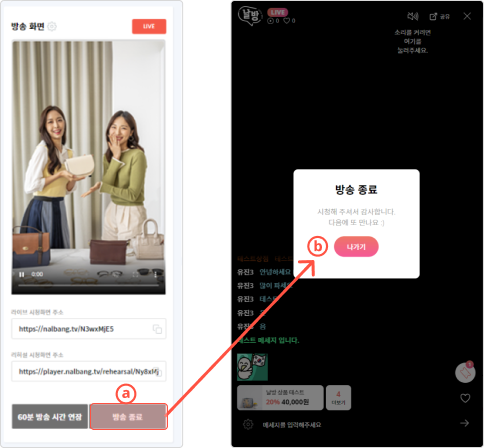 방송 화면
LIVE
0:00
라이브 시청화면 주소
https://nalbang.tv/N3wxMjE5
리허설 시청화면 주소
https://player.nalbang.tv/rehearsal/Ny8xHj
ⓐ
60분 방송 시간 연장
방송 종료
날방
LIVE
0 0
공유
소리를 켜려면
여기를
눌러주세요.
방송 종료
시청해 주셔서 감사합니다.
다음에 또 만나요 :)
ⓑ
나가기
유진3 안녕하세요
유진3 많이 파세요
유진3 테스트
유진3
유진3 음
테스트 메세지 입니다.
날방 상품 테스트
20% 40,000원
4
더보기
메세지를 입력해주세요